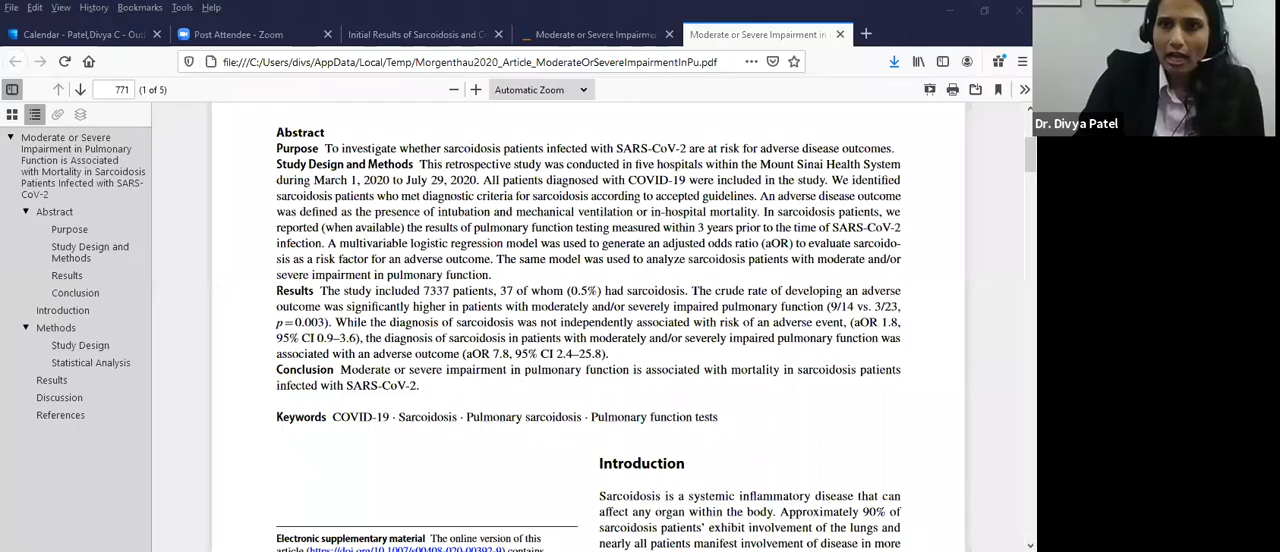 File Edit View History Bookmarks Tools Help
Calendar - Patel,Divya C - Out
Post Attendee - Zoom
Initial Results of Sarcoidosis and C
Moderate or Severe Impairment in
Moderate or Severe Impairment in
file:///C:/Users/divs/AppData/Local/Temp/Morgenthau2020_Article_ModerateOrSevereImpairmentInPu.pdf
771 (1 of 5)
Automatic Zoom
Dr. Divya Patel
Moderate or Severe
Impairment in Pulmonary
Function is Associated
with Mortality in Sarcoidosis
Patients Infected with SARS-
CoV-2
Abstract
Purpose
Study Design and
Methods
Results
Conclusion
Introduction
Methods
Study Design
Statistical Analysis
Results
Discussion
References
Abstract
Purpose To investigate whether sarcoidosis patients infected with SARS-CoV-2 are at risk for adverse disease outcomes.
Study Design and Methods This retrospective study was conducted in five hospitals within the Mount Sinai Health System
during March 1, 2020 to July 29, 2020. All patients diagnosed with COVID-19 were included in the study. We identified
sarcoidosis patients who met diagnostic criteria for sarcoidosis according to accepted guidelines. An adverse disease outcome
was defined as the presence of intubation and mechanical ventilation or in-hospital mortality. In sarcoidosis patients, we
reported (when available) the results of pulmonary function testing measured within 3 years prior to the time of SARS-CoV-2
infection. A multivariable logistic regression model was used to generate an adjusted odds ratio (aOR) to evaluate sarcoido-
sis as a risk factor for an adverse outcome. The same model was used to analyze sarcoidosis patients with moderate and/or
severe impairment in pulmonary function.
Results The study included 7337 patients, 37 of whom (0.5%) had sarcoidosis. The crude rate of developing an adverse
outcome was significantly higher in patients with moderately and/or severely impaired pulmonary function (9/14 vs. 3/23,
p=0.003). While the diagnosis of sarcoidosis was not independently associated with risk of an adverse event, (aOR 1.8,
95% CI 0.9–3.6), the diagnosis of sarcoidosis in patients with moderately and/or severely impaired pulmonary function was
associated with an adverse outcome (aOR 7.8, 95% CI 2.4–25.8).
Conclusion Moderate or severe impairment in pulmonary function is associated with mortality in sarcoidosis patients
infected with SARS-CoV-2.
Keywords COVID-19 · Sarcoidosis · Pulmonary sarcoidosis · Pulmonary function tests
Introduction
Sarcoidosis is a systemic inflammatory disease that can
affect any organ within the body. Approximately 90% of
sarcoidosis patients' exhibit involvement of the lungs and
nearly all patients manifest involvement of disease in more
Electronic supplementary material The online version of this
article (https://doi.org/10.1007/s00408-020-00392-9) contains